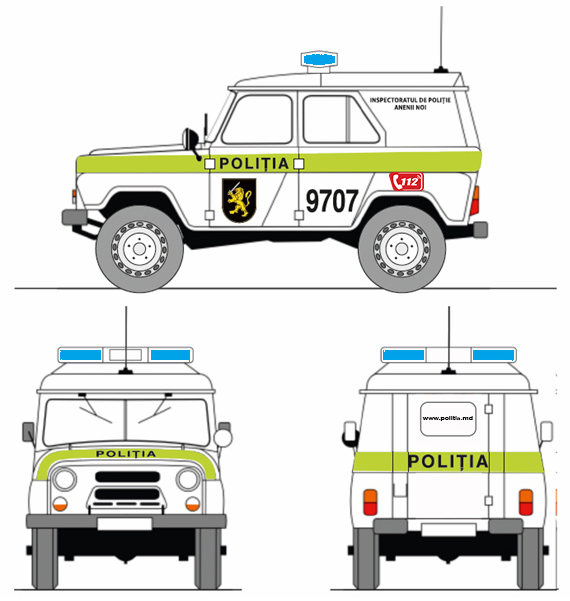 INSPECTORATUL DE POLIȚIE
ANENII NOI
POLIȚIA
112
9707
POLIȚIA
www.politia.md
POLIȚIA